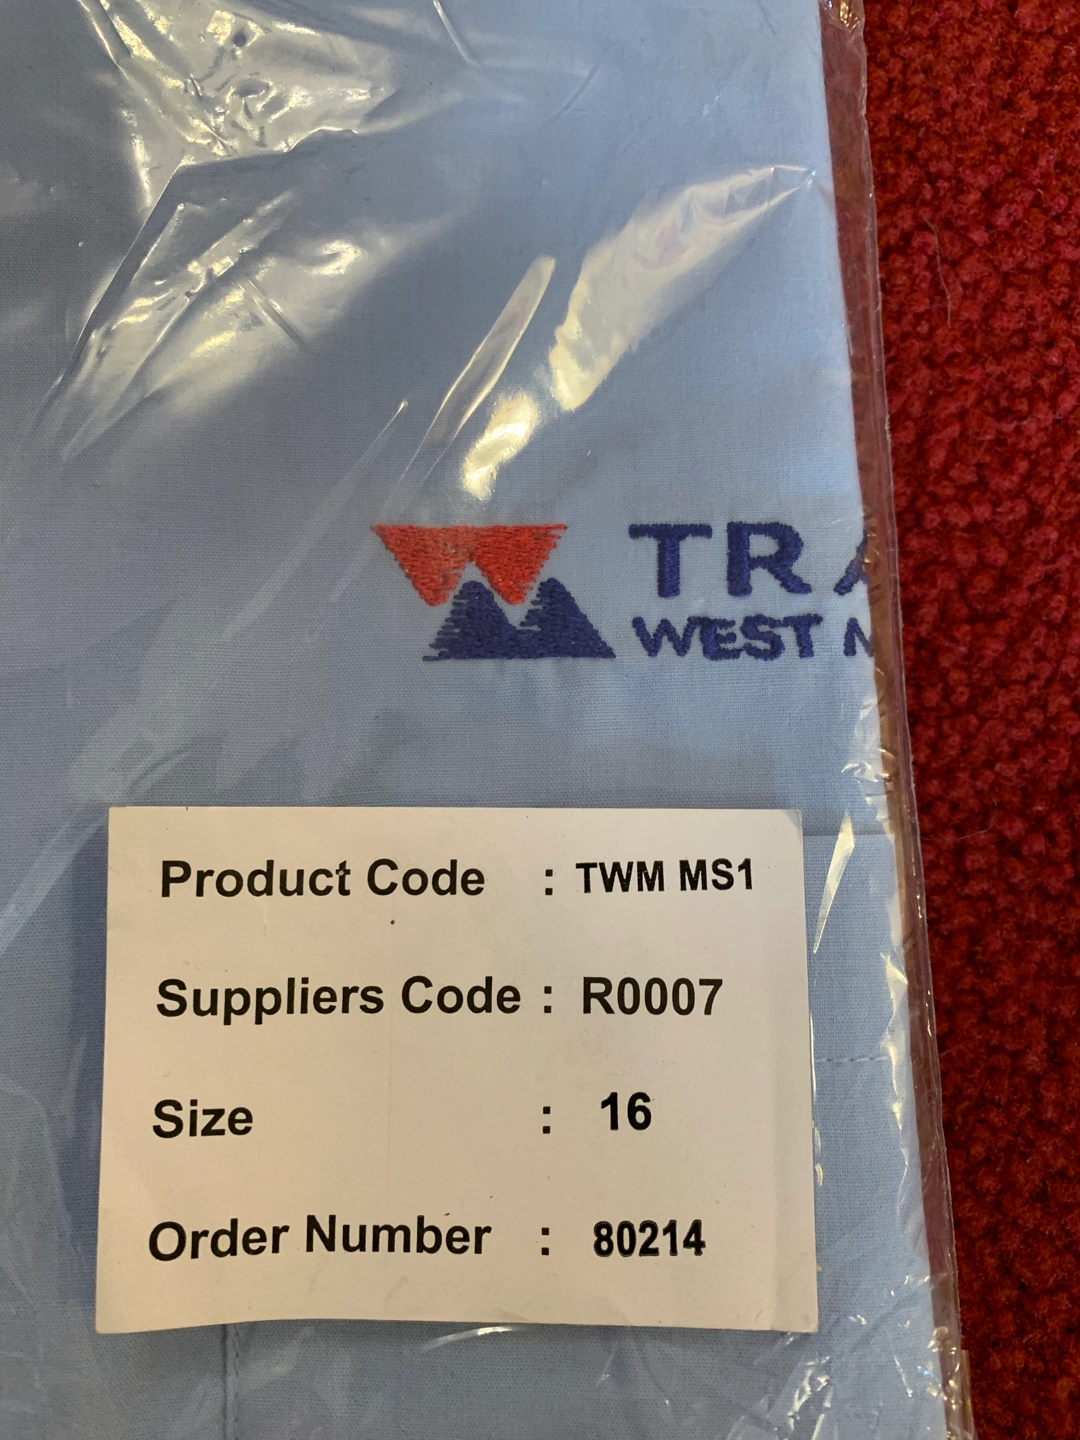 TRA
WEST M
Product Code : TWM MS1
Suppliers Code : R0007
Size : 16
Order Number : 80214